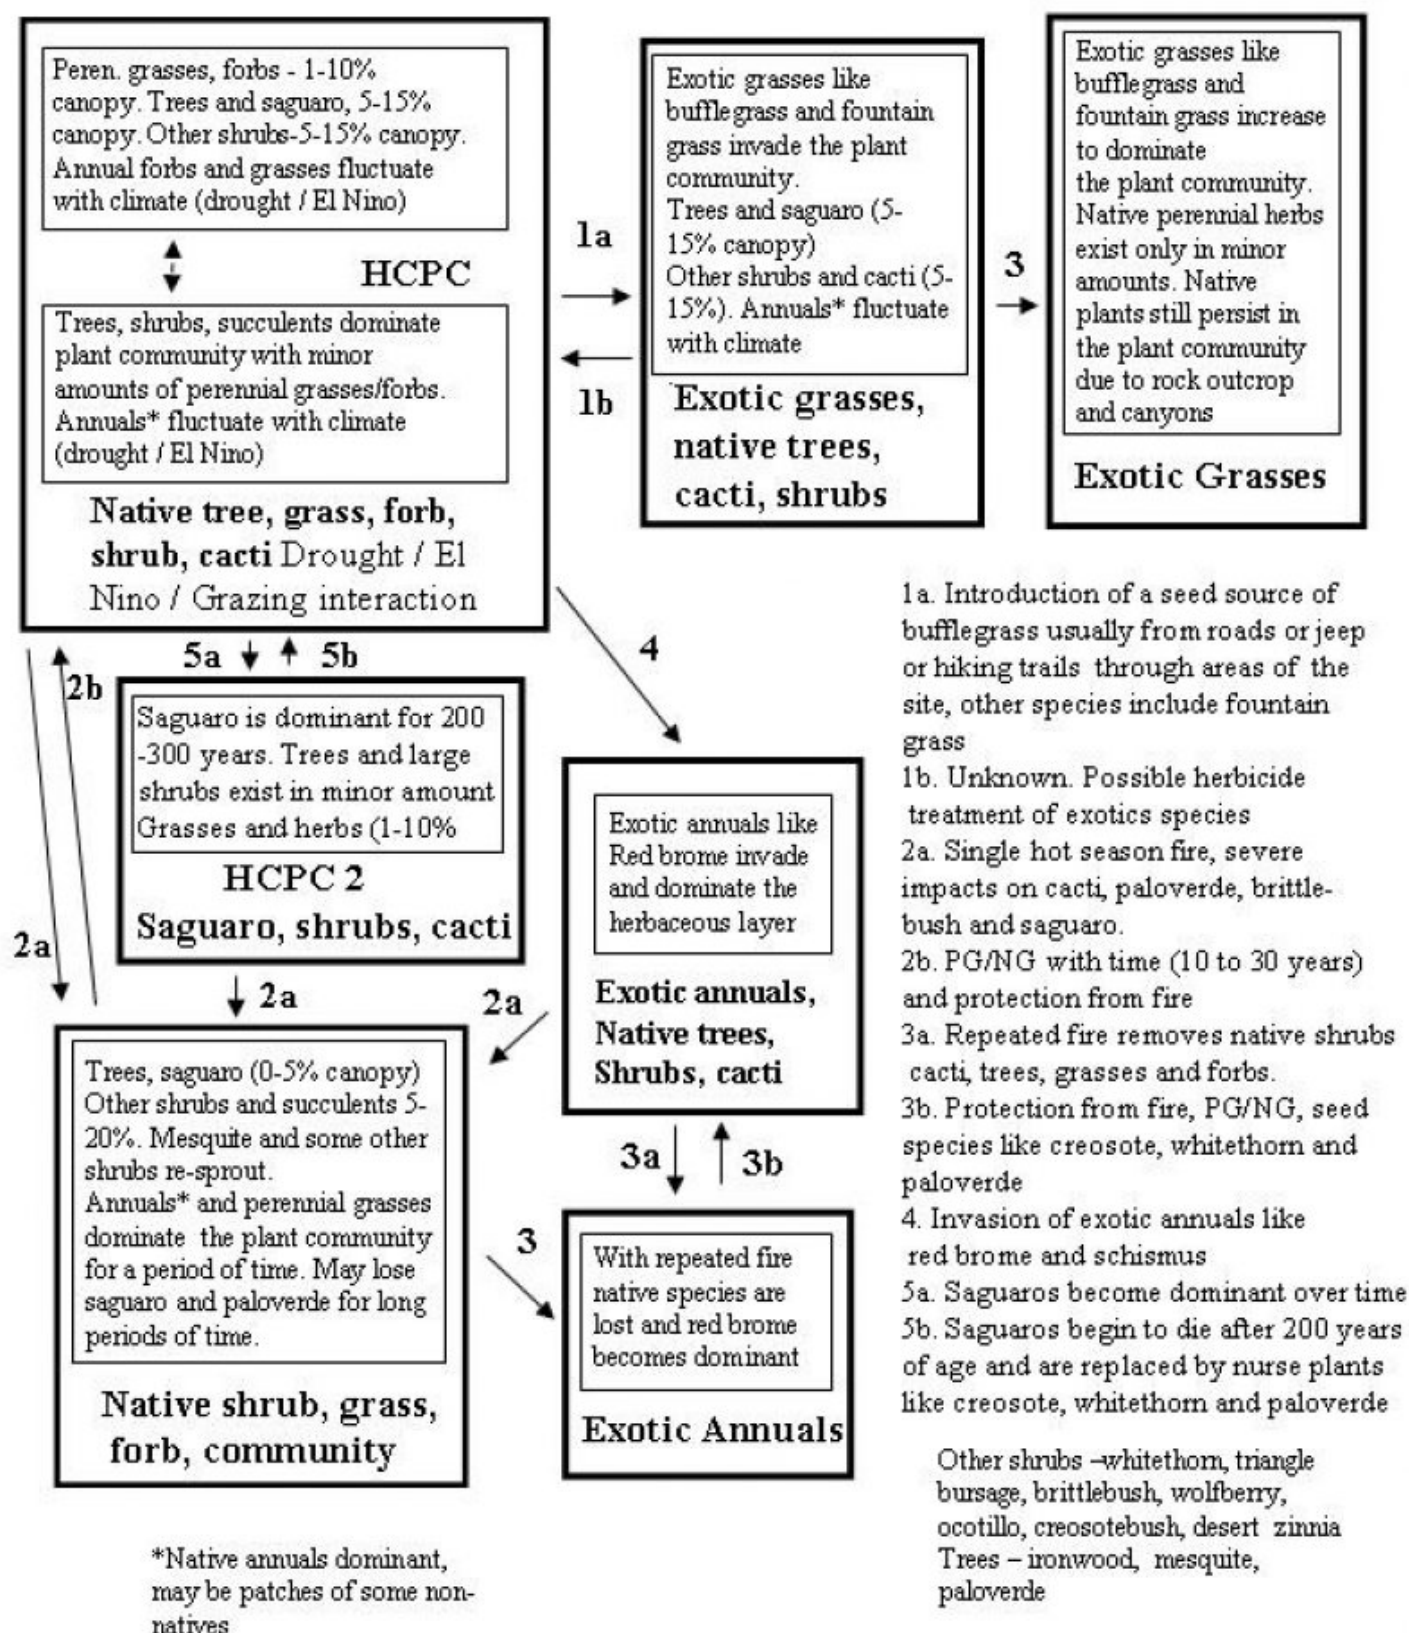 Peren. grasses, forbs - 1-10%
canopy. Trees and saguaro, 5-15%
canopy. Other shrubs-5-15% canopy.
Annual forbs and grasses fluctuate
with climate (drought / El Nino)
HCPC
Trees, shrubs, succulents dominate
plant community with minor
amounts of perennial grasses/forbs.
Annuals* fluctuate with climate
(drought / El Nino)
Native tree, grass, forb,
shrub, cacti Drought / El
Nino / Grazing interaction
1a
1b
Exotic grasses like
bufflegrass and fountain
grass invade the plant
community.
Trees and saguaro (5-
15% canopy)
Other shrubs and cacti (5-
15%). Annuals* fluctuate
with climate
Exotic grasses,
native trees,
cacti, shrubs
3
Exotic grasses like
bufflegrass and
fountain grass increase
to dominate
the plant community.
Native perennial herbs
exist only in minor
amounts. Native
plants still persist in
the plant community
due to rock outcrop
and canyons
Exotic Grasses
5a
5b
4
2b
2a
Saguaro is dominant for 200
-300 years. Trees and large
shrubs exist in minor amount
Grasses and herbs (1-10%
HCPC 2
Saguaro, shrubs, cacti
2a
Exotic annuals like
Red brome invade
and dominate the
herbaceous layer
Exotic annuals,
Native trees,
Shrubs, cacti
2a
Trees, saguaro (0-5% canopy)
Other shrubs and succulents 5-
20%. Mesquite and some other
shrubs re-sprout.
Annuals* and perennial grasses
dominate the plant community
for a period of time. May lose
saguaro and paloverde for long
periods of time.
Native shrub, grass,
forb, community
3a
3b
3
With repeated fire
native species are
lost and red brome
becomes dominant
Exotic Annuals
1a. Introduction of a seed source of
bufflegrass usually from roads or jeep
or hiking trails through areas of the
site, other species include fountain
grass
1b. Unknown. Possible herbicide
treatment of exotics species
2a. Single hot season fire, severe
impacts on cacti, paloverde, brittle-
bush and saguaro.
2b. PG/NG with time (10 to 30 years)
and protection from fire
3a. Repeated fire removes native shrubs
cacti, trees, grasses and forbs.
3b. Protection from fire, PG/NG, seed
species like creosote, whitethorn and
paloverde
4. Invasion of exotic annuals like
red brome and schismus
5a. Saguaros become dominant over time
5b. Saguaros begin to die after 200 years
of age and are replaced by nurse plants
like creosote, whitethorn and paloverde
Other shrubs –whitethorn, triangle
bursage, brittlebush, wolfberry,
ocotillo, creosotebush, desert zinnia
Trees – ironwood, mesquite,
paloverde
*Native annuals dominant,
may be patches of some non-
natives